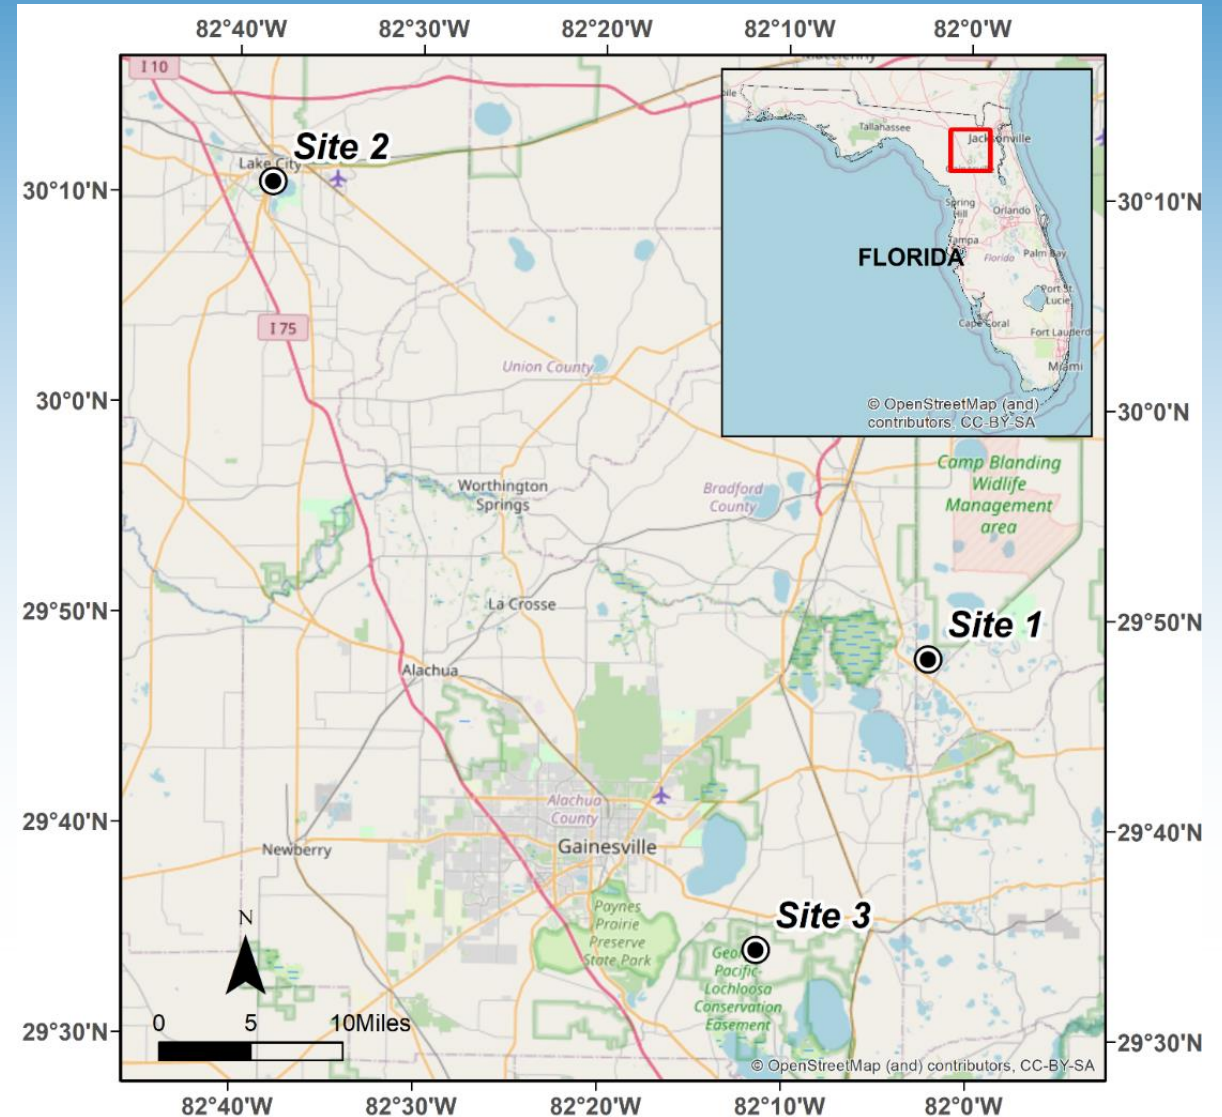 82°40'W
82°30'W
82°20'W
82°10'W
82°0'W
I 10
Site 2
Lake City
30°10'N
30°10'N
Tallahassee
Jacksonville
Spring
Hill
Orlando
Tampa
Florida
Palm Bay
FLORIDA
Port St.
Lucie
Cape Coral
Fort Lauderd
Miami
© OpenStreetMap (and)
contributors, CC-BY-SA
I 75
Union County
30°0'N
30°0'N
Camp Blanding
Widlife
Management
area
Worthington
Springs
Bradford
County
29°50'N
La Crosse
Site 1
29°50'N
Alachua
Alachua
County
29°40'N
29°40'N
Newberry
Gainesville
Site 3
Paynes
Prairie
Preserve
State Park
Pacific-
Lochloosa
Conservation
Easement
N
0 5 10Miles
29°30'N
29°30'N
© OpenStreetMap (and) contributors, CC-BY-SA
82°40'W
82°30'W
82°20'W
82°10'W
82°0'W